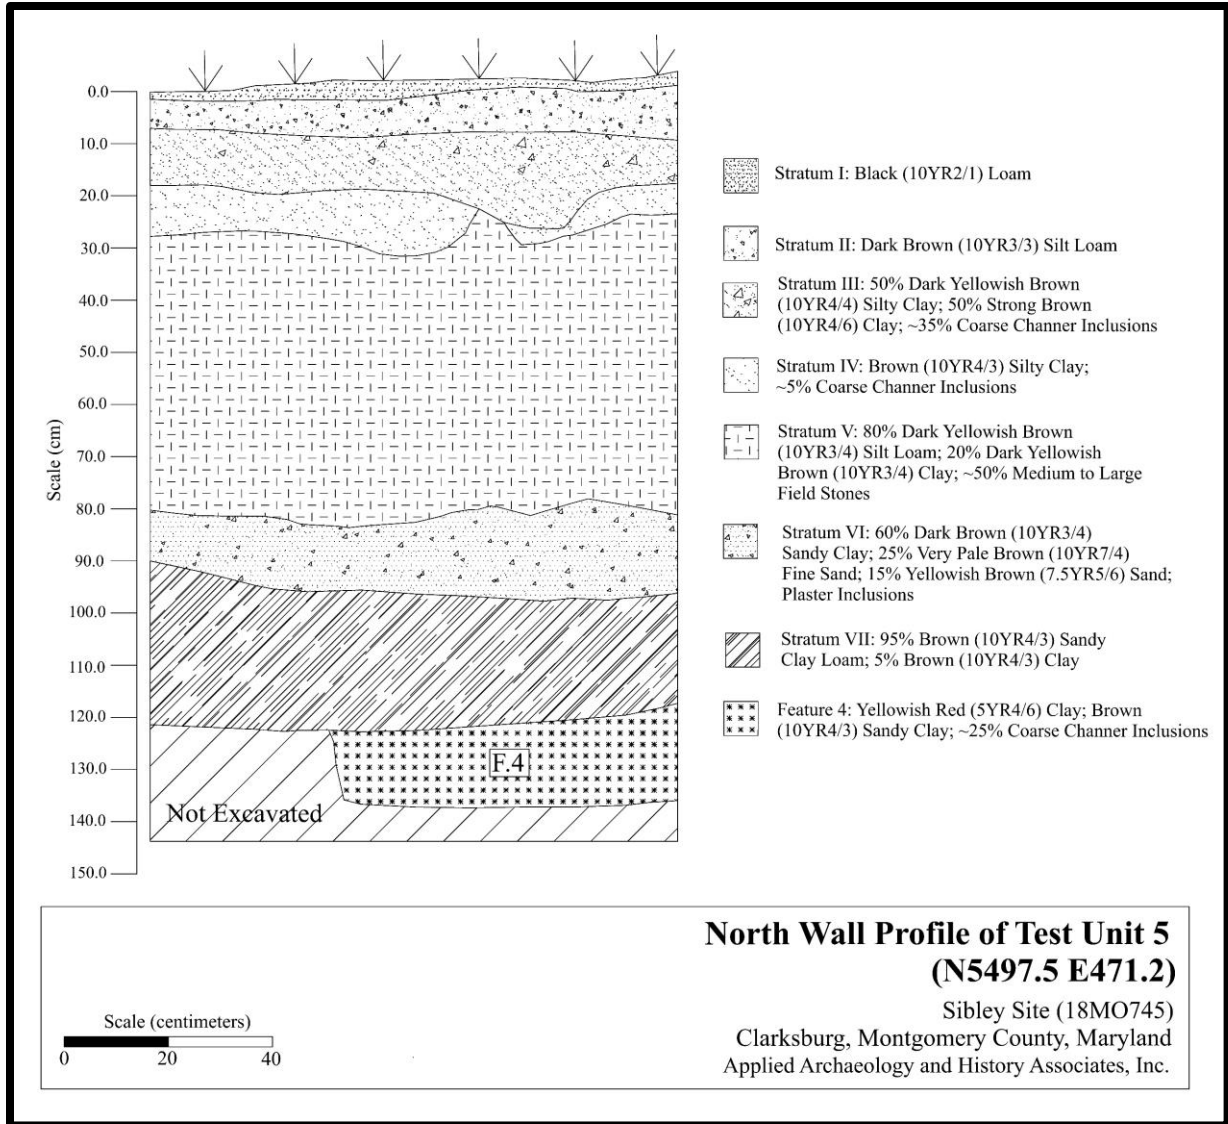 Scale (cm)
0.0
10.0
20.0
30.0
40.0
50.0
60.0
70.0
80.0
90.0
100.0
110.0
120.0
130.0
140.0
150.0
F.4
Not Excavated
Stratum I: Black (10YR2/1) Loam
Stratum II: Dark Brown (10YR3/3) Silt Loam
Stratum III: 50% Dark Yellowish Brown
(10YR4/4) Silty Clay; 50% Strong Brown
(10YR4/6) Clay; ~35% Coarse Channer Inclusions
Stratum IV: Brown (10YR4/3) Silty Clay;
~5% Coarse Channer Inclusions
Stratum V: 80% Dark Yellowish Brown
(10YR3/4) Silt Loam; 20% Dark Yellowish
Brown (10YR3/4) Clay; ~50% Medium to Large
Field Stones
Stratum VI: 60% Dark Brown (10YR3/4)
Sandy Clay; 25% Very Pale Brown (10YR7/4)
Fine Sand; 15% Yellowish Brown (7.5YR5/6) Sand;
Plaster Inclusions
Stratum VII: 95% Brown (10YR4/3) Sandy
Clay Loam; 5% Brown (10YR4/3) Clay
Feature 4: Yellowish Red (5YR4/6) Clay; Brown
(10YR4/3) Sandy Clay; ~25% Coarse Channer Inclusions
North Wall Profile of Test Unit 5
(N5497.5 E471.2)
Sibley Site (18MO745)
Clarksburg, Montgomery County, Maryland
Applied Archaeology and History Associates, Inc.
Scale (centimeters)
0 20 40